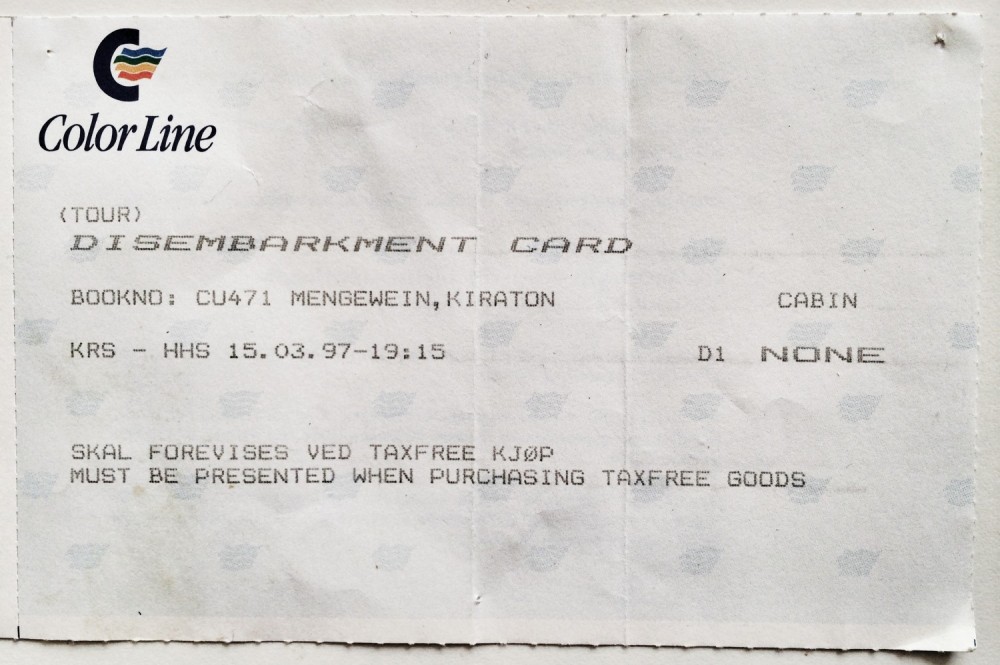 Color Line
(TOUR)
DISEMBARKMENT CARD
BOOKNO: CU471 MENGEWEIN,KIRATON CABIN
KRS - HHS 15.03.97-19:15 D1 NONE
SKAL FOREVISES VED TAXFREE KJØP
MUST BE PRESENTED WHEN PURCHASING TAXFREE GOODS